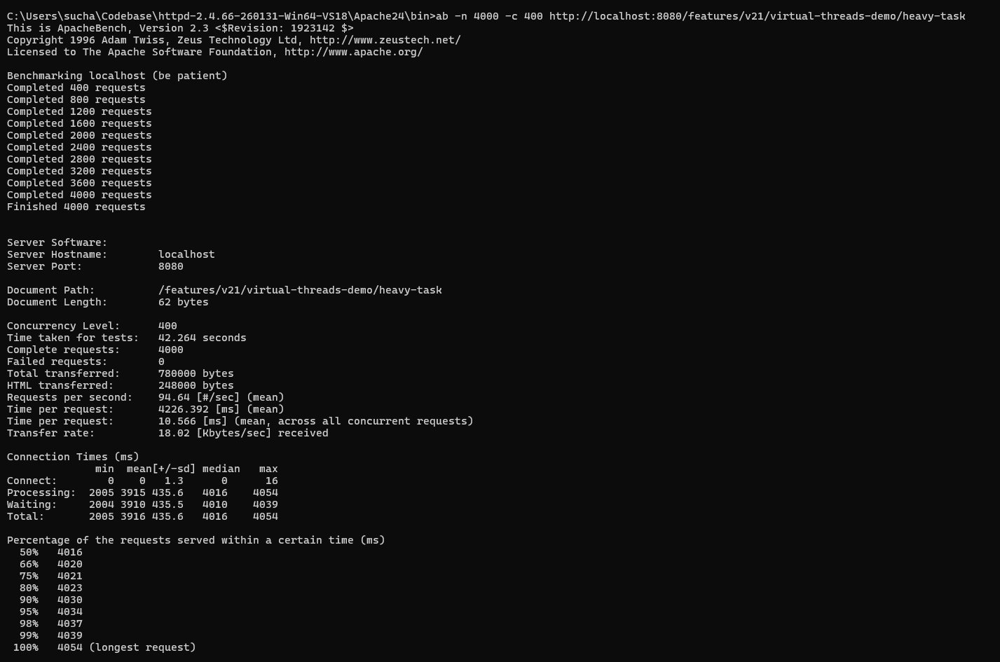 C:\Users\sucha\Codebase\httpd-2.4.66-260131-Win64-VS18\Apache24\bin>ab -n 4000 -c 400 http://localhost:8080/features/v21/virtual-threads-demo/heavy-task
This is ApacheBench, Version 2.3 <$Revision: 1923142 $>
Copyright 1996 Adam Twiss, Zeus Technology Ltd, http://www.zeustech.net/
Licensed to The Apache Software Foundation, http://www.apache.org/

Benchmarking localhost (be patient)
Completed 400 requests
Completed 800 requests
Completed 1200 requests
Completed 1600 requests
Completed 2000 requests
Completed 2400 requests
Completed 2800 requests
Completed 3200 requests
Completed 3600 requests
Completed 4000 requests
Finished 4000 requests


Server Software:
Server Hostname:        localhost
Server Port:            8080

Document Path:          /features/v21/virtual-threads-demo/heavy-task
Document Length:        62 bytes

Concurrency Level:      400
Time taken for tests:   42.264 seconds
Complete requests:      4000
Failed requests:        0
Total transferred:      780000 bytes
HTML transferred:       248000 bytes
Requests per second:    94.64 [#/sec] (mean)
Time per request:       4226.392 [ms] (mean)
Time per request:       10.566 [ms] (mean, across all concurrent requests)
Transfer rate:          18.02 [Kbytes/sec] received

Connection Times (ms)
              min  mean[+/-sd] median   max
Connect:        0    0   1.3      0      16
Processing:  2005 3915 435.6   4016    4054
Waiting:     2004 3910 435.5   4010    4039
Total:       2005 3916 435.6   4016    4054

Percentage of the requests served within a certain time (ms)
  50%   4016
  66%   4020
  75%   4021
  80%   4023
  90%   4030
  95%   4034
  98%   4037
  99%   4039
 100%   4054 (longest request)